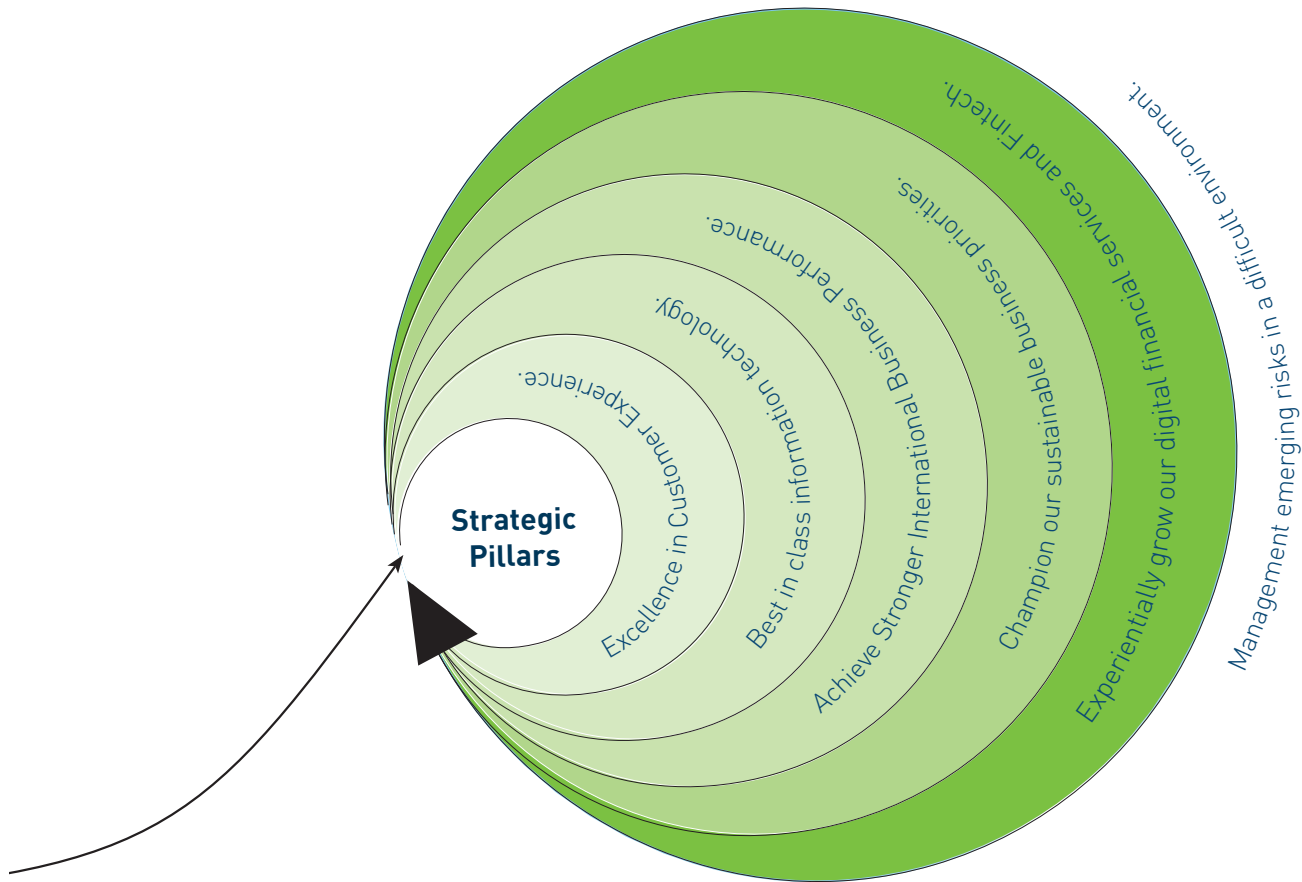 Strategic
Pillars
Excellence in Customer Experience.
Best in class information technology.
Achieve Stronger International Business Performance.
Champion our sustainable business priorities.
Experientially grow our digital financial services and Fintech.
Management emerging risks in a difficult environment.